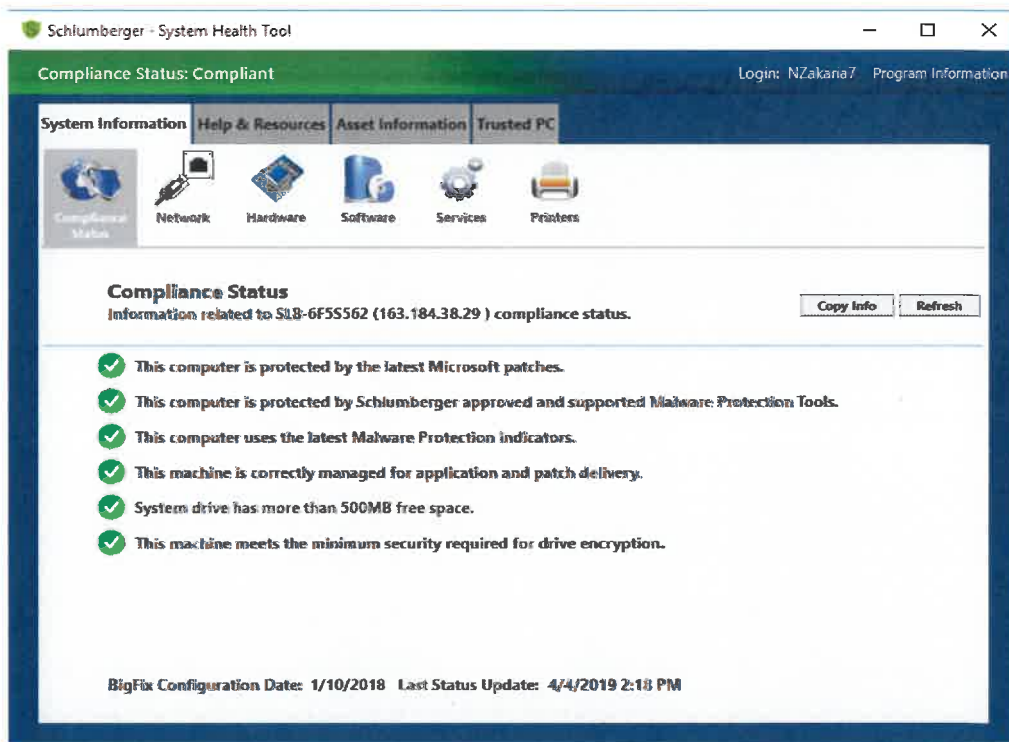 Schlumberger - System Health Tool
Compliance Status: Compliant
Login: NZakaria7 Program Information
System Information Help & Resources Asset Information Trusted PC
Compliance Status
Network
Hardware
Software
Services
Printers
Compliance Status
Information related to SLB-6F5S562 (163.184.38.29 ) compliance status.
Copy Info Refresh
This computer is protected by the latest Microsoft patches.
This computer is protected by Schlumberger approved and supported Malware Protection Tools.
This computer uses the latest Malware Protection indicators.
This machine is correctly managed for application and patch delivery.
System drive has more than 500MB free space.
This machine meets the minimum security required for drive encryption.
BigFix Configuration Date: 1/10/2018 Last Status Update: 4/4/2019 2:18 PM